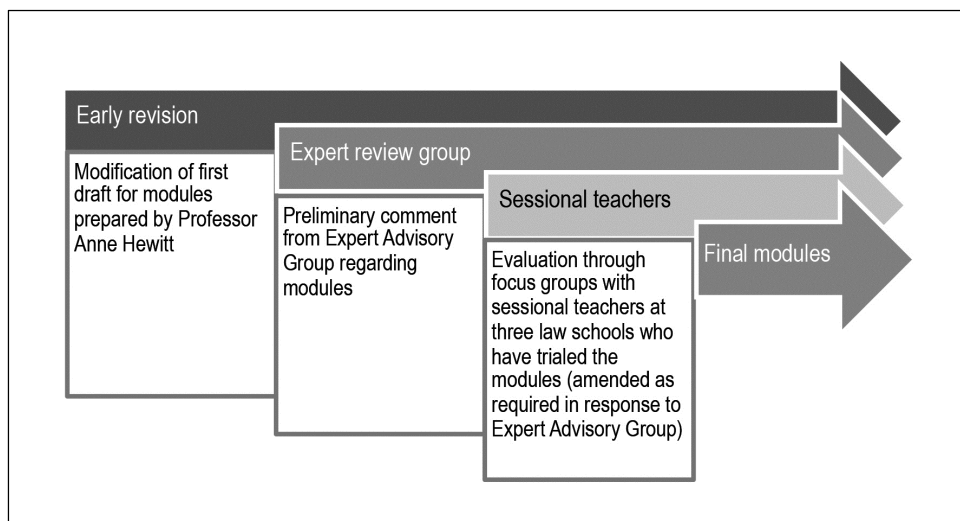 Early revision
Modification of first
draft for modules
prepared by Professor
Anne Hewitt
Expert review group
Preliminary comment
from Expert Advisory
Group regarding
modules
Sessional teachers
Evaluation through
focus groups with
sessional teachers at
three law schools who
have trialed the
modules (amended as
required in response to
Expert Advisory Group)
Final modules